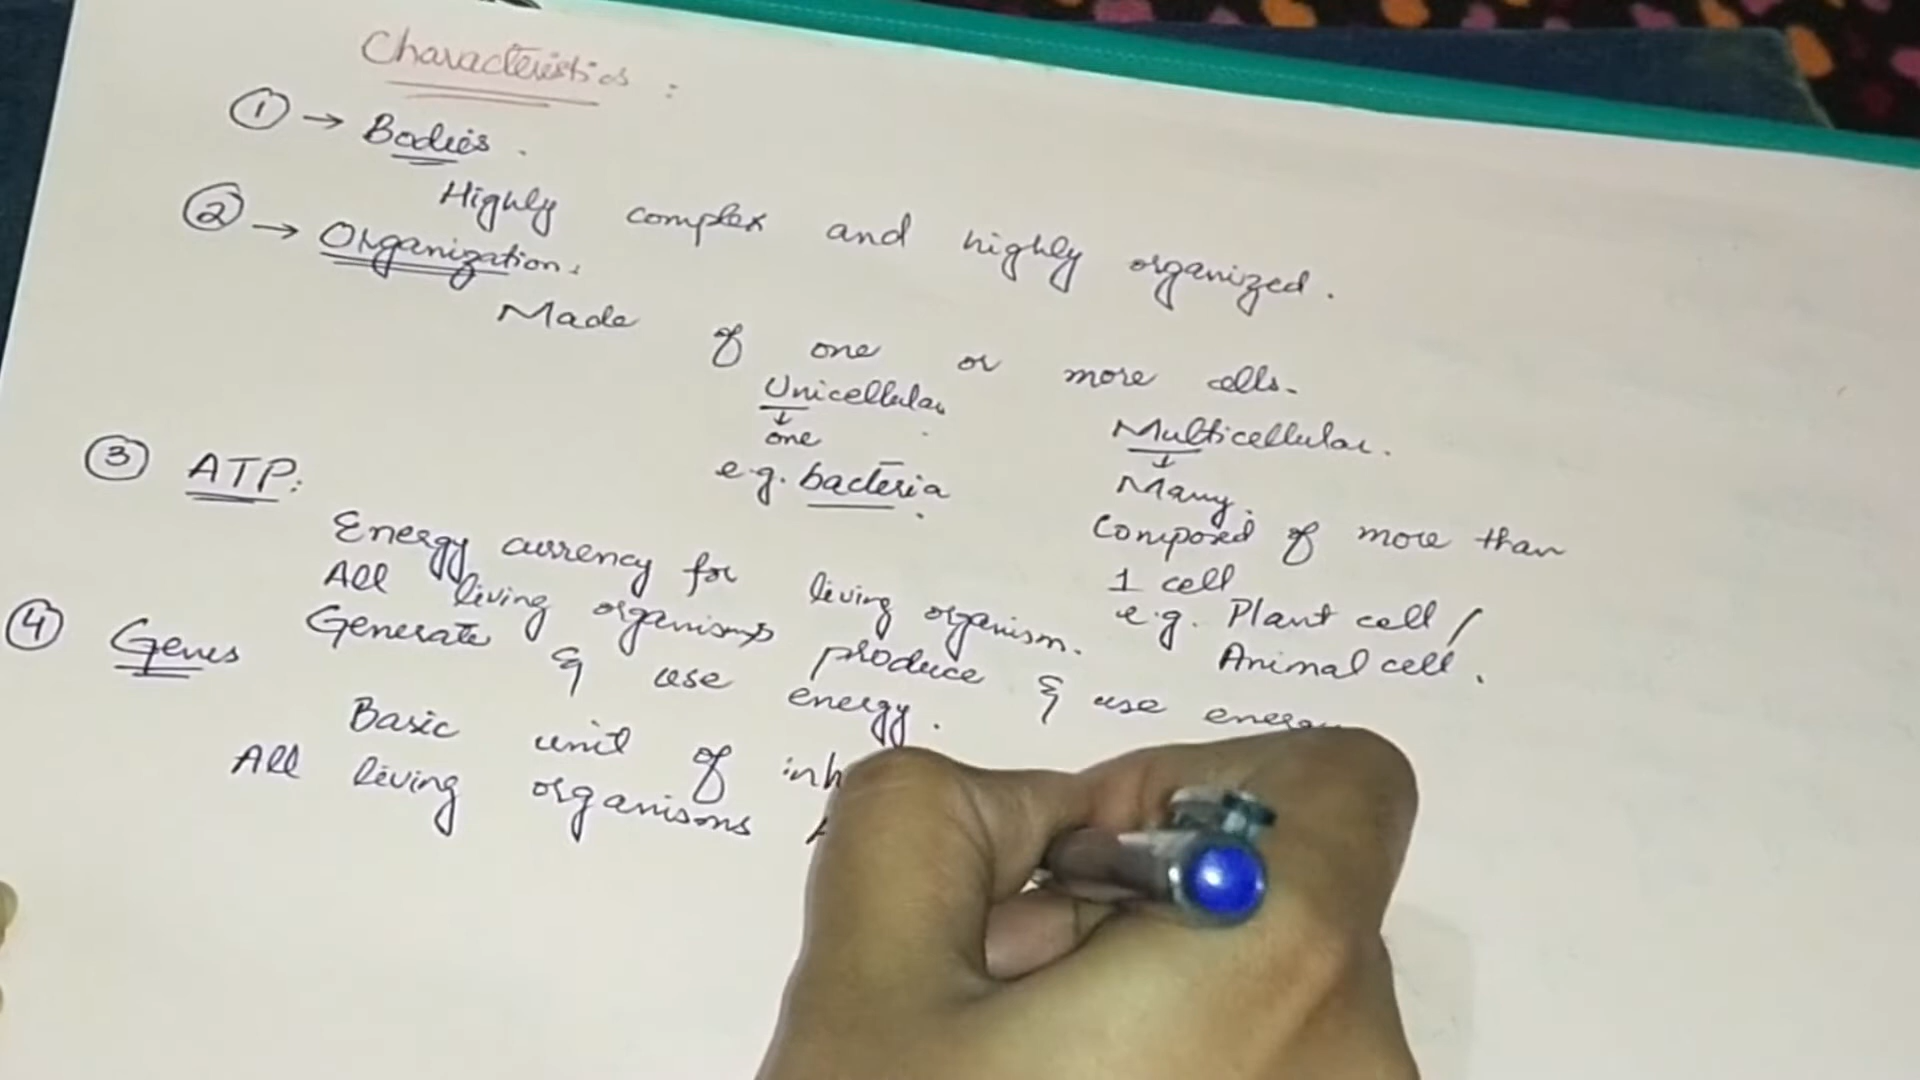 Characteristics :
① → Bodies.
Highly complex and highly organized.
② → Organization.
Made of one or more cells.
Unicellular
↓
one
e.g. bacteria.
Multicellular.
↓
Many.
Composed of more than
1 cell
e.g. Plant cell /
Animal cell.
③ ATP:
Energy currency for living organism.
All living organisms produce & use energy
Generate & use energy.
④ Genes
Basic unit of inh
All living organisons